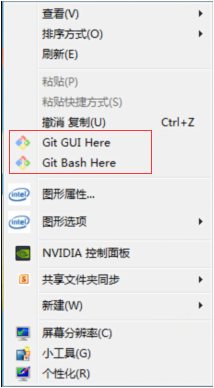 查看(V)
排序方式(O)
刷新(E)
粘贴(P)
粘贴快捷方式(S)
撤消 复制(U) Ctrl+Z
Git GUI Here
Git Bash Here
intel 图形属性...
intel 图形选项
NVIDIA 控制面板
S 共享文件夹同步
新建(W)
屏幕分辨率(C)
小工具(G)
个性化(R)